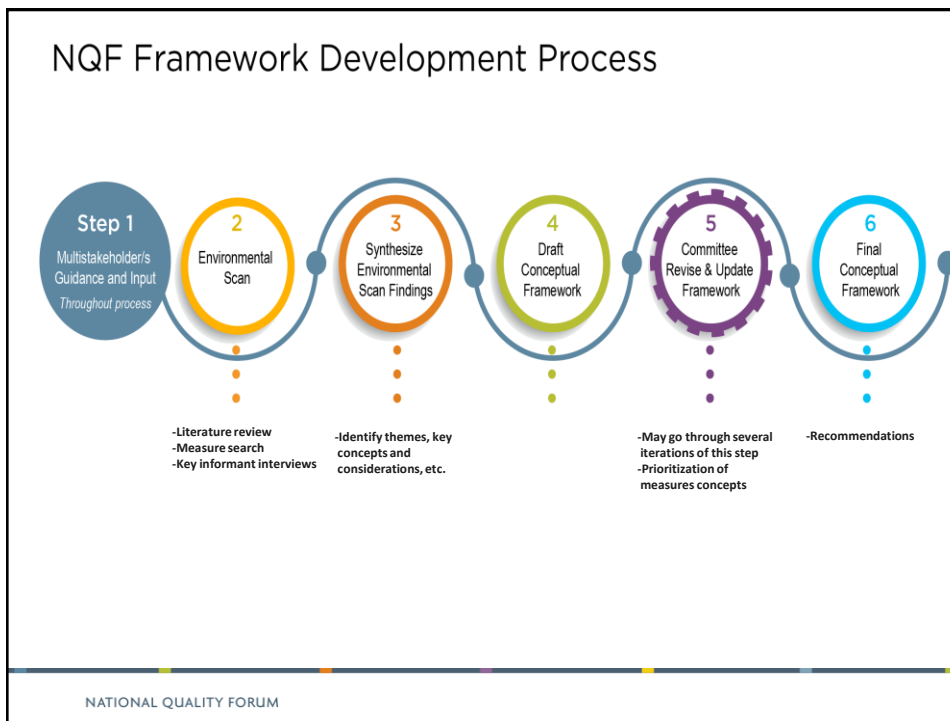 NQF Framework Development Process
Step 1
Multistakeholder/s
Guidance and Input
Throughout process
2
Environmental
Scan
3
Synthesize
Environmental
Scan Findings
4
Draft
Conceptual
Framework
5
Committee
Revise & Update
Framework
6
Final
Conceptual
Framework
-Literature review
-Measure search
-Key informant interviews
-Identify themes, key
concepts and
considerations, etc.
-May go through several
iterations of this step
-Prioritization of
measures concepts
-Recommendations
NATIONAL QUALITY FORUM